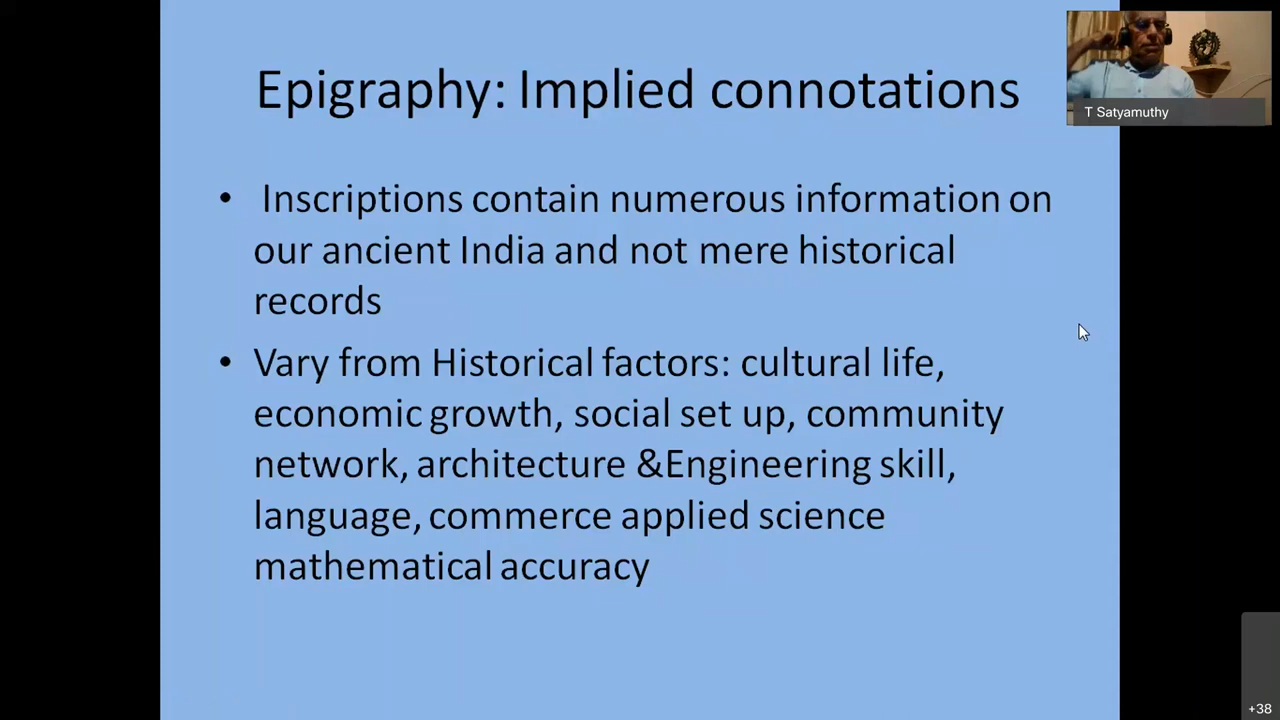 Epigraphy: Implied connotations
T Satyamuthy
• Inscriptions contain numerous information on
our ancient India and not mere historical
records
• Vary from Historical factors: cultural life,
economic growth, social set up, community
network, architecture &Engineering skill,
language, commerce applied science
mathematical accuracy
+38